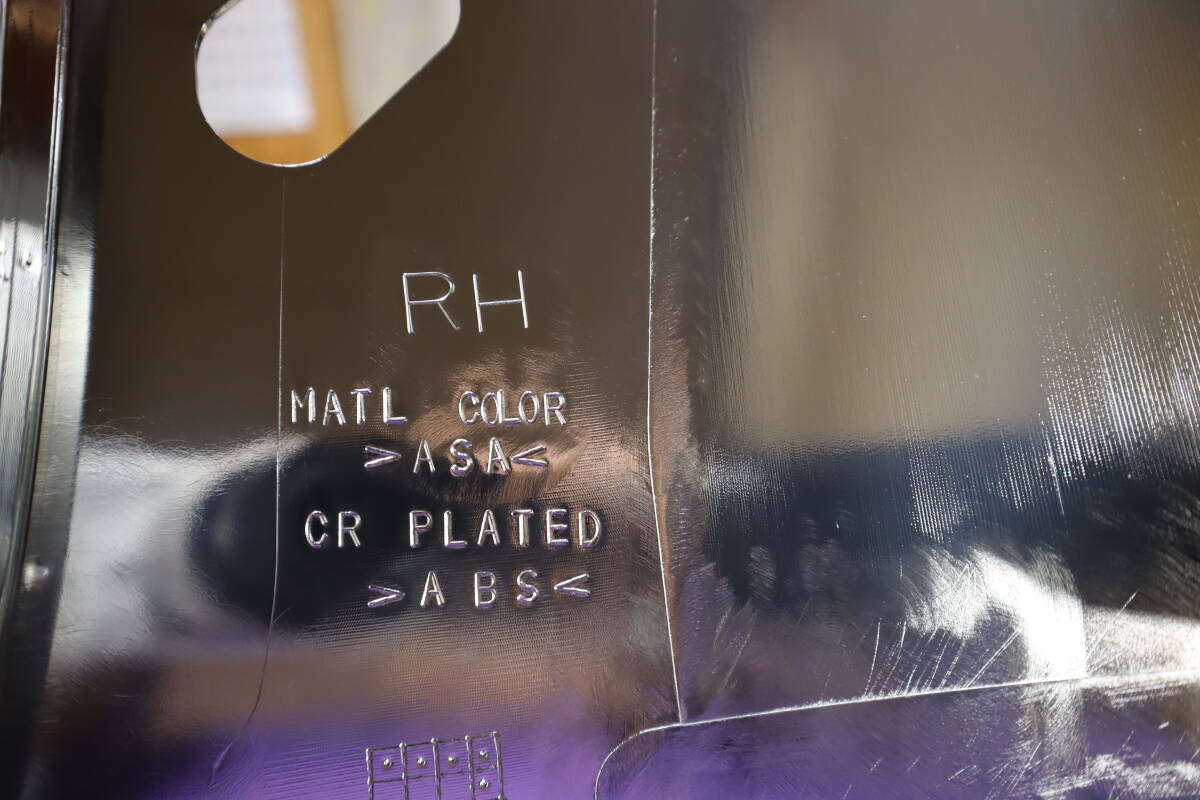 RH
MATL COLOR
>ASA<
CR PLATED
>ABS<